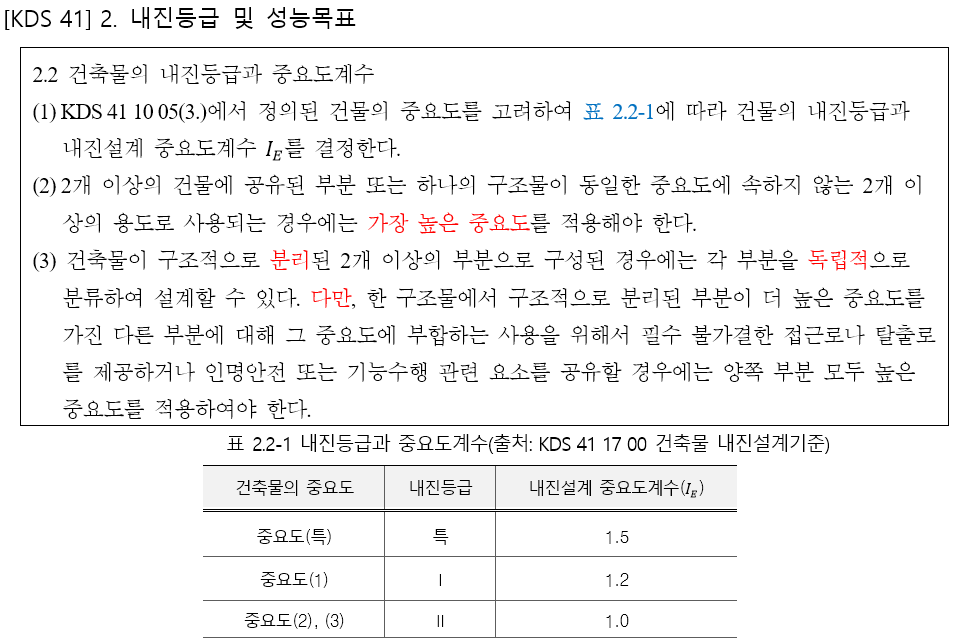 [KDS 41] 2. 내진등급 및 성능목표
2.2 건축물의 내진등급과 중요도계수
(1) KDS 41 10 05(3.)에서 정의된 건물의 중요도를 고려하여 표 2.2-1에 따라 건물의 내진등급과
내진설계 중요도계수 I_E를 결정한다.
(2) 2개 이상의 건물에 공유된 부분 또는 하나의 구조물이 동일한 중요도에 속하지 않는 2개 이
상의 용도로 사용되는 경우에는 가장 높은 중요도를 적용해야 한다.
(3) 건축물이 구조적으로 분리된 2개 이상의 부분으로 구성된 경우에는 각 부분을 독립적으로
분류하여 설계할 수 있다. 다만, 한 구조물에서 구조적으로 분리된 부분이 더 높은 중요도를
가진 다른 부분에 대해 그 중요도에 부합하는 사용을 위해서 필수 불가결한 접근로나 탈출로
를 제공하거나 인명안전 또는 기능수행 관련 요소를 공유할 경우에는 양쪽 부분 모두 높은
중요도를 적용하여야 한다.
표 2.2-1 내진등급과 중요도계수(출처: KDS 41 17 00 건축물 내진설계기준)
건축물의 중요도 내진등급 내진설계 중요도계수(I_E)
중요도(특) 특 1.5
중요도(1) I 1.2
중요도(2), (3) II 1.0